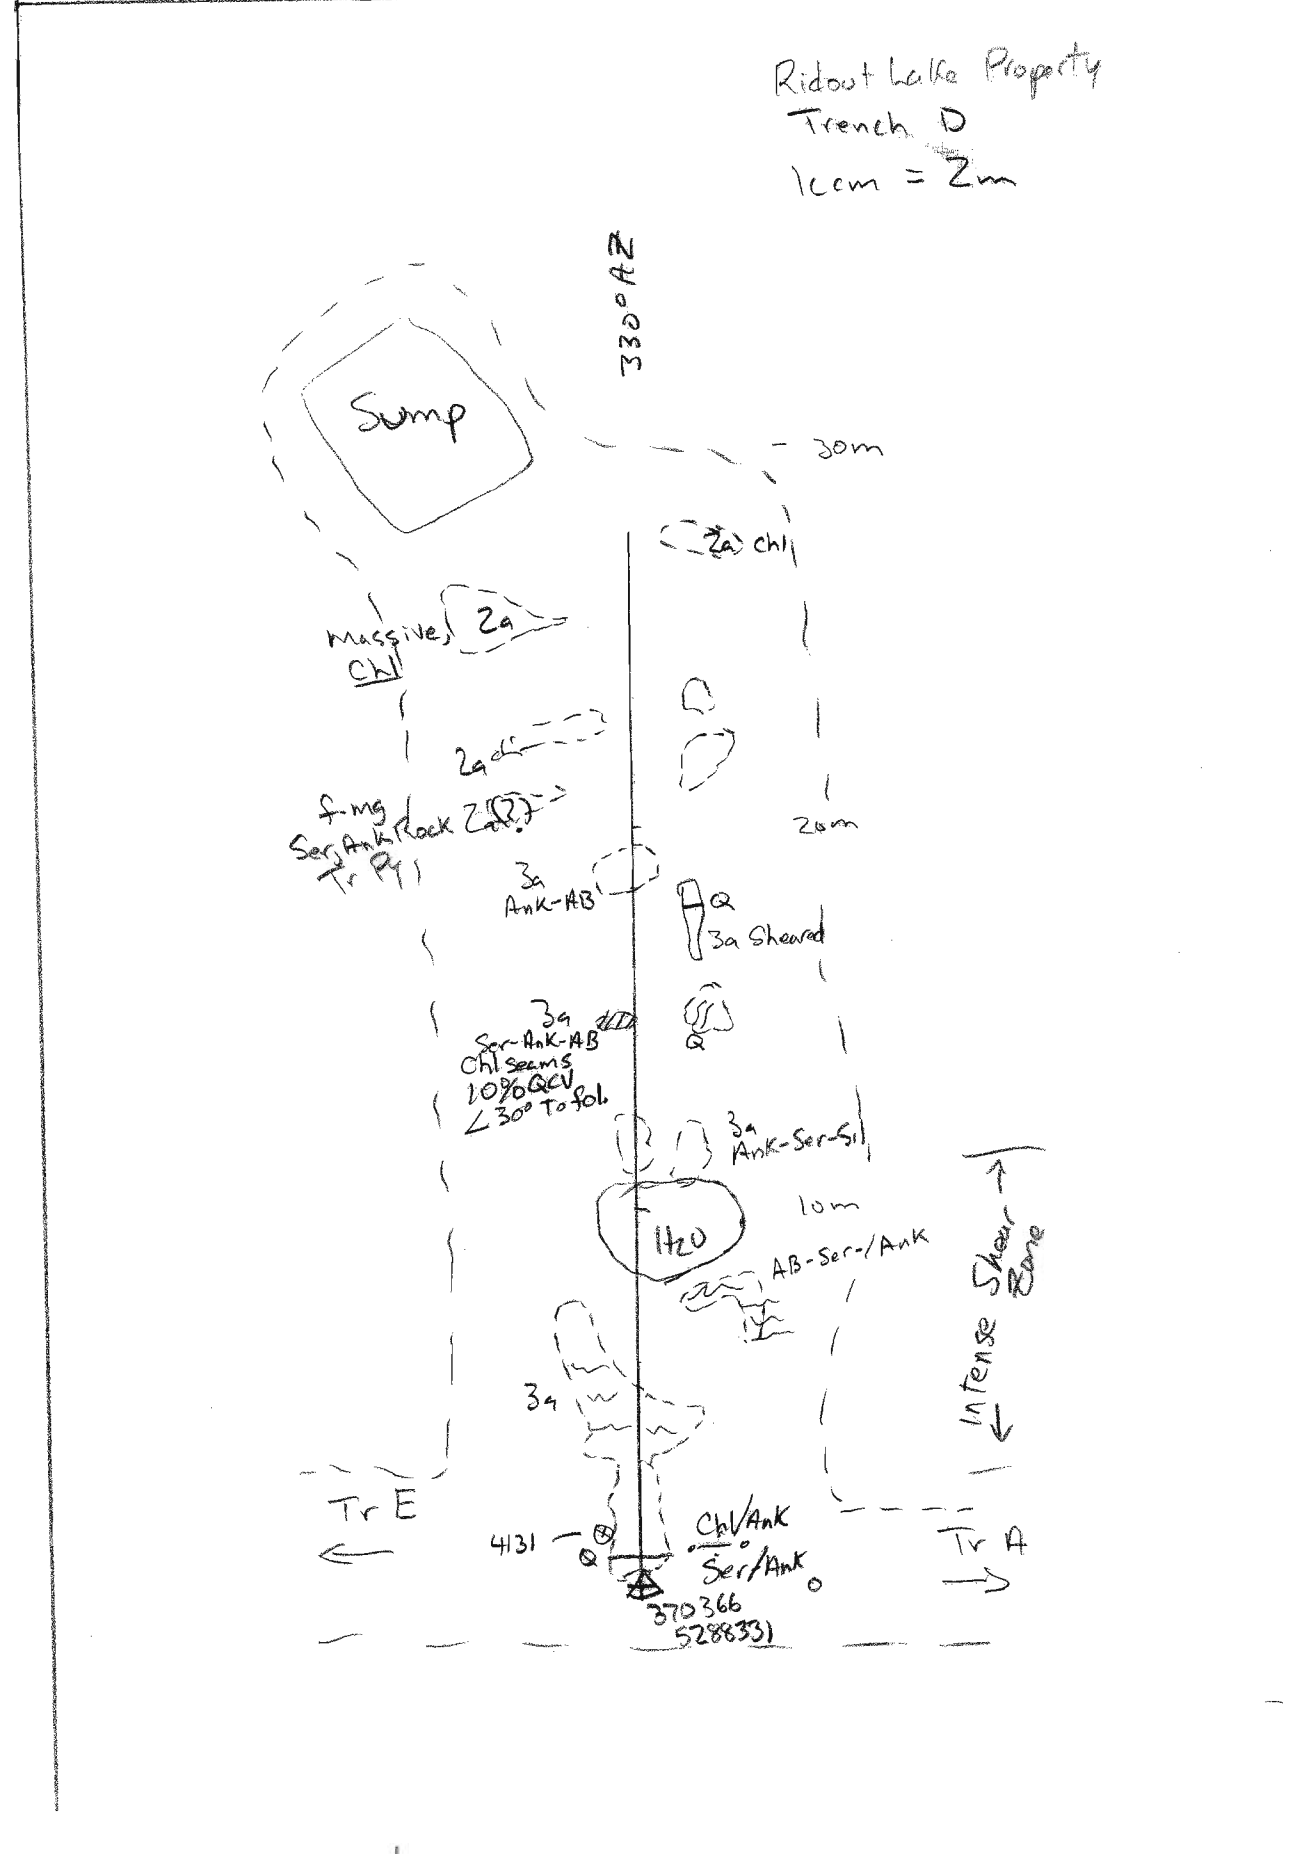 Ridout Lake Property
Trench D
1ccm = 2m
330° AZ
Sump
30m
2a) Chl
Massive, 2a
Chl
2a
f-mg
Ser, Ank Rock 2a(?)
Tr Py
20m
3a
Ank-AB
Q
3a Sheared
3a
Ser-Ank-AB
Chl seams
10% QCV
∠30° To fol.
Q
3a
Ank-Ser-Sil
10m
H2O
AB-Ser-/Ank
Intense Shear
Zone
3a
Tr E
4131
Q
Chl/Ank
Ser/Ank
Tr A
370366
5288331